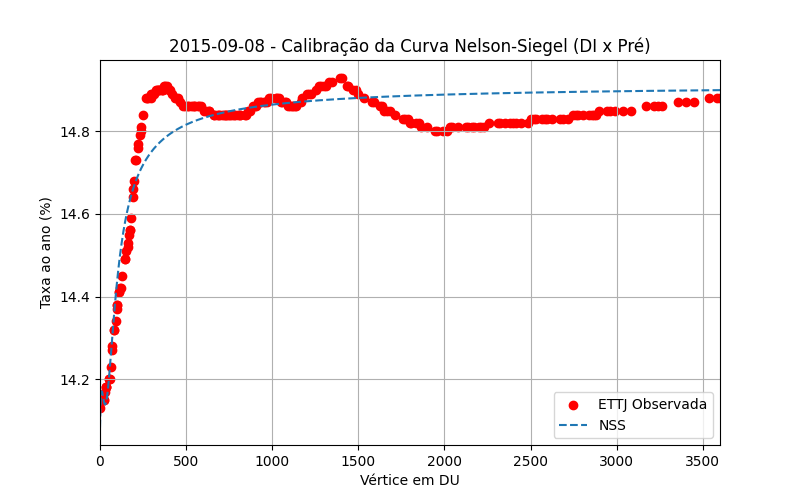 2015-09-08 - Calibração da Curva Nelson-Siegel (DI x Pré)
Taxa ao ano (%)
14.8
14.6
14.4
14.2
0 500 1000 1500 2000 2500 3000 3500
Vértice em DU
ETTJ Observada
NSS